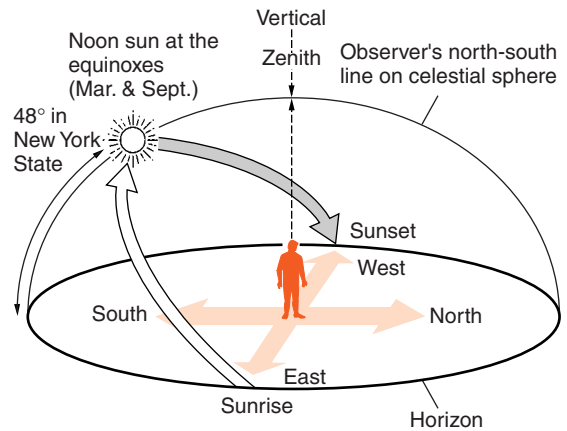 Vertical
Zenith
Noon sun at the
equinoxes
(Mar. & Sept.)
Observer's north-south
line on celestial sphere
48° in
New York
State
Sunset
West
South
North
East
Sunrise
Horizon